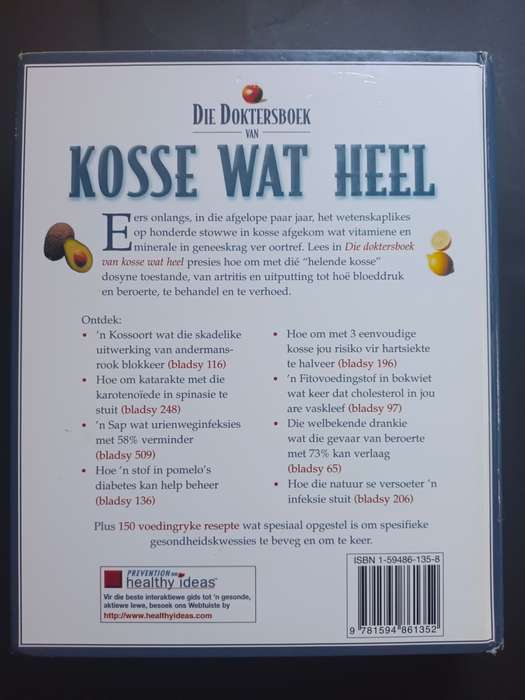 DIE DOKTERSBOEK
VAN
KOSSE WAT HEEL
Eers onlangs, in die afgelope paar jaar, het wetenskaplikes
op honderde stowwe in kosse afgekom wat vitamiene en
minerale in geneeskrag ver oortref. Lees in Die doktersboek
van kosse wat heel presies hoe om met dié “helende kosse”
dosyne toestande, van artritis en uitputting tot hoë bloeddruk
en beroerte, te behandel en te verhoed.
Ontdek:
• ’n Kossoort wat die skadelike
uitwerking van andermans-
rook blokkeer (bladsy 116)
• Hoe om katarakte met die
karotenoïede in spinasie te
stuit (bladsy 248)
• ’n Sap wat urienweginfeksies
met 58% verminder
(bladsy 509)
• Hoe ’n stof in pomelo’s
diabetes kan help beheer
(bladsy 136)
• Hoe om met 3 eenvoudige
kosse jou risiko vir hartsiekte
te halveer (bladsy 196)
• ’n Fitovoedingstof in bokwiet
wat keer dat cholesterol in jou
are vaskleef (bladsy 97)
• Die welbekende drankie
wat die gevaar van beroerte
met 73% kan verlaag
(bladsy 65)
• Hoe die natuur se versoeter ’n
infeksie stuit (bladsy 206)
Plus 150 voedingryke resepte wat spesiaal opgestel is om spesifieke
gesondheidskwessies te beveg en om te keer.
PREVENTION
healthy ideas
Vir die beste interaktiewe gids tot ’n gesonde,
aktiewe lewe, besoek ons Webtuiste by
http://www.healthyideas.com
ISBN 1-59486-135-8
9 781594 861352